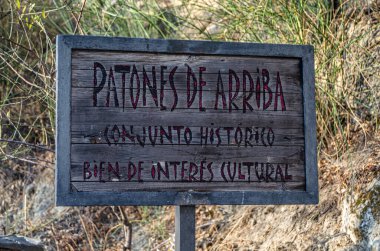 PATONES DE ARRIBA
CONJUNTO HISTÓRICO
BIEN DE INTERÉS CULTURAL